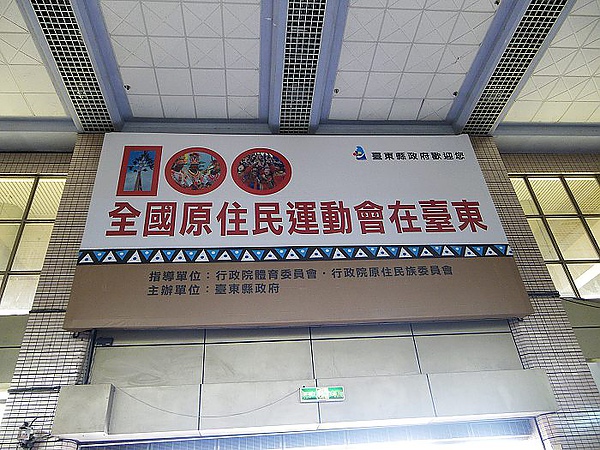 100
臺東縣政府歡迎您
全國原住民運動會在臺東
指導單位：行政院體育委員會・行政院原住民族委員會
主辦單位：臺東縣政府